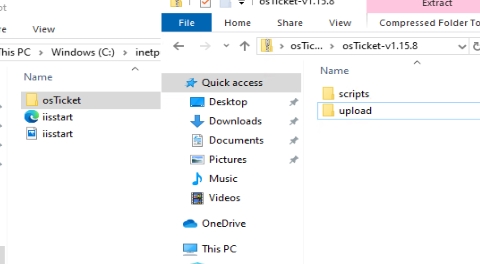 View
This PC > Windows (C:) > inetp
Name
osTicket
iisstart
iisstart
osTicket-v1.15.8
Extract
File
Home
Share
View
Compressed Folder To
osTic... > osTicket-v1.15.8
Quick access
Desktop
Downloads
Documents
Pictures
Music
Videos
OneDrive
This PC
Name
scripts
upload